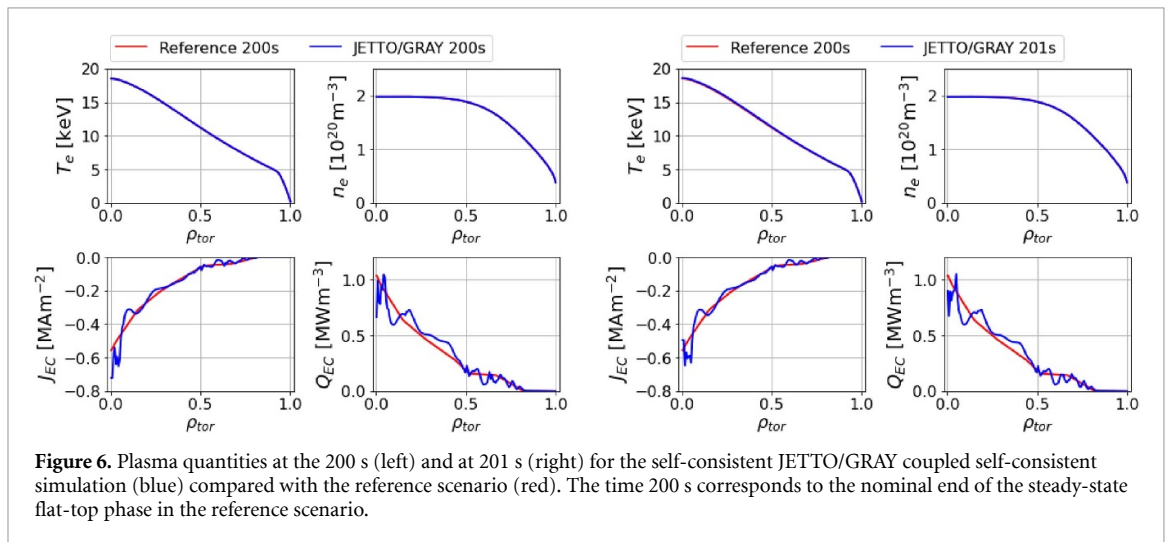 Reference 200s JETTO/GRAY 200s
20
15
10
5
0
T_e [keV]
0.0 0.5 1.0
ρ_tor
2
1
0
n_e [10^20 m^−3]
0.0 0.5 1.0
ρ_tor
0.0
−0.2
−0.4
−0.6
−0.8
J_EC [MAm^−2]
0.0 0.5 1.0
ρ_tor
1.0
0.5
0.0
Q_EC [MWm^−3]
0.0 0.5 1.0
ρ_tor
Reference 200s JETTO/GRAY 201s
20
15
10
5
0
T_e [keV]
0.0 0.5 1.0
ρ_tor
2
1
0
n_e [10^20 m^−3]
0.0 0.5 1.0
ρ_tor
0.0
−0.2
−0.4
−0.6
−0.8
J_EC [MAm^−2]
0.0 0.5 1.0
ρ_tor
1.0
0.5
0.0
Q_EC [MWm^−3]
0.0 0.5 1.0
ρ_tor
Figure 6. Plasma quantities at the 200 s (left) and at 201 s (right) for the self-consistent JETTO/GRAY coupled self-consistent
simulation (blue) compared with the reference scenario (red). The time 200 s corresponds to the nominal end of the steady-state
flat-top phase in the reference scenario.